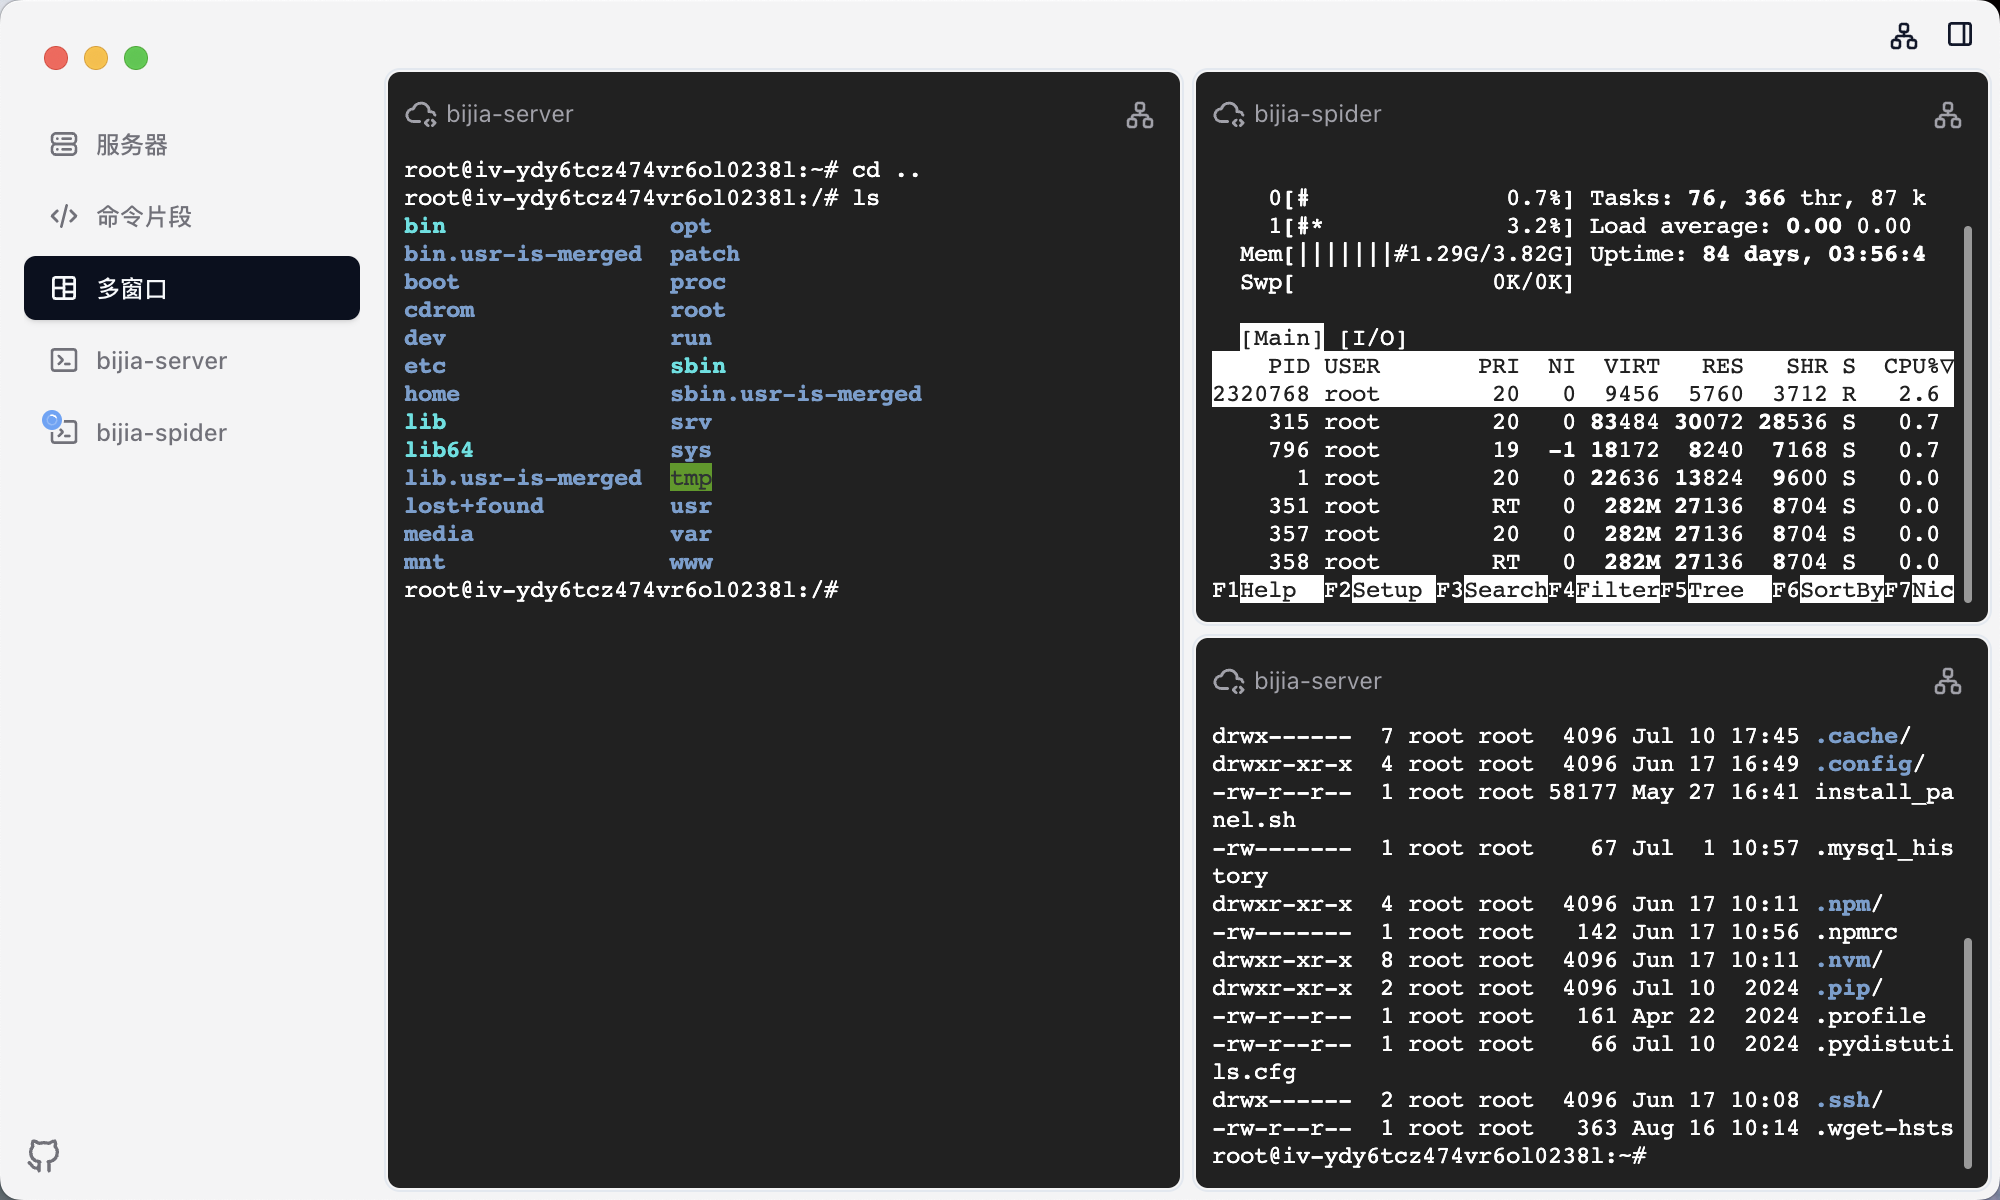 服务器
命令片段
多窗口
bijia-server
bijia-spider
bijia-server
root@iv-ydy6tcz474vr6ol0238l:~# cd ..
root@iv-ydy6tcz474vr6ol0238l:/# ls
bin                opt
bin.usr-is-merged  patch
boot               proc
cdrom              root
dev                run
etc                sbin
home               sbin.usr-is-merged
lib                srv
lib64              sys
lib.usr-is-merged  tmp
lost+found         usr
media              var
mnt                www
root@iv-ydy6tcz474vr6ol0238l:/#
bijia-spider
0[#              0.7%] Tasks: 76, 366 thr, 87 k
1[#*             3.2%] Load average: 0.00 0.00
Mem[|||||||#1.29G/3.82G] Uptime: 84 days, 03:56:4
Swp[              0K/0K]
[Main] [I/O]
PID USER       PRI  NI  VIRT   RES   SHR S  CPU%▽
2320768 root        20   0  9456  5760  3712 R   2.6
315 root        20   0 83484 30072 28536 S   0.7
796 root        19  -1 18172  8240  7168 S   0.7
1 root        20   0 22636 13824  9600 S   0.0
351 root        RT   0  282M 27136  8704 S   0.0
357 root        20   0  282M 27136  8704 S   0.0
358 root        RT   0  282M 27136  8704 S   0.0
F1Help  F2Setup F3SearchF4FilterF5Tree  F6SortByF7Nic
bijia-server
drwx------  7 root root  4096 Jul 10 17:45 .cache/
drwxr-xr-x  4 root root  4096 Jun 17 16:49 .config/
-rw-r--r--  1 root root 58177 May 27 16:41 install_pa
nel.sh
-rw-------  1 root root    67 Jul  1 10:57 .mysql_his
tory
drwxr-xr-x  4 root root  4096 Jun 17 10:11 .npm/
-rw-------  1 root root   142 Jun 17 10:56 .npmrc
drwxr-xr-x  8 root root  4096 Jun 17 10:11 .nvm/
drwxr-xr-x  2 root root  4096 Jul 10  2024 .pip/
-rw-r--r--  1 root root   161 Apr 22  2024 .profile
-rw-r--r--  1 root root    66 Jul 10  2024 .pydistuti
ls.cfg
drwx------  2 root root  4096 Jun 17 10:08 .ssh/
-rw-r--r--  1 root root   363 Aug 16 10:14 .wget-hsts
root@iv-ydy6tcz474vr6ol0238l:~#